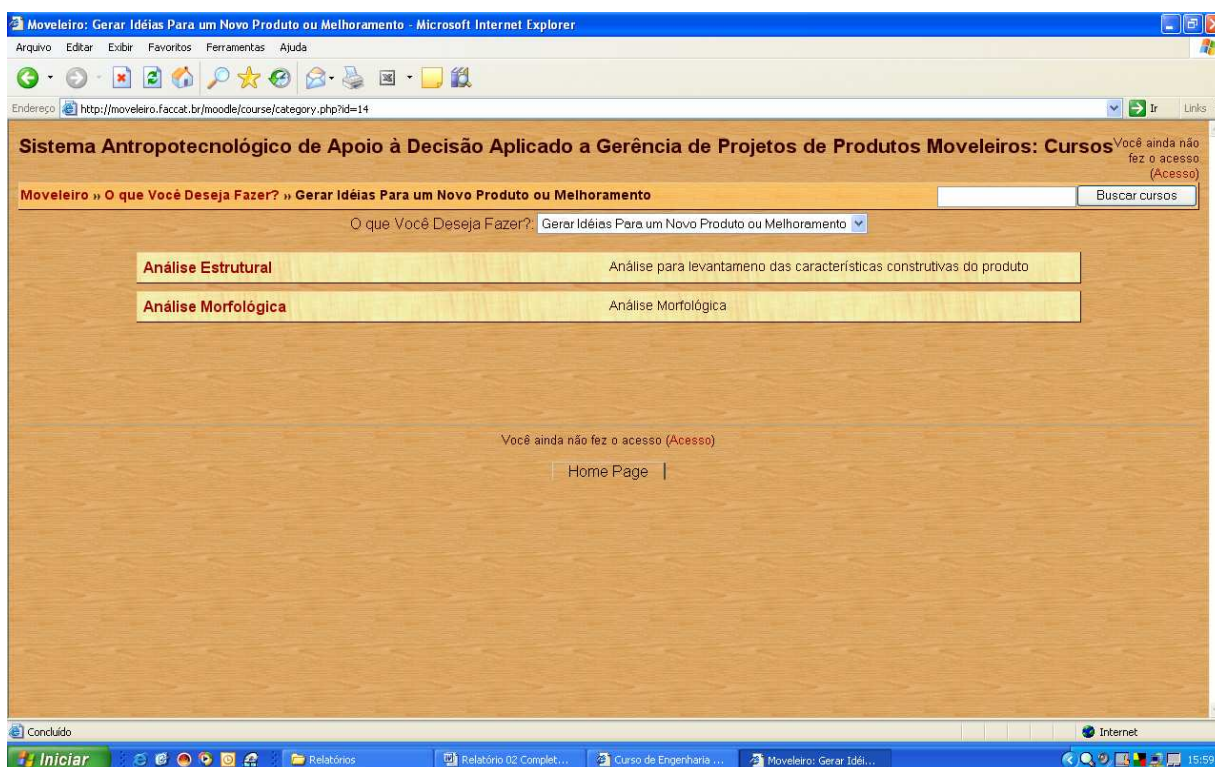 Moveleiro: Gerar Idéias Para um Novo Produto ou Melhoramento - Microsoft Internet Explorer
Arquivo Editar Exibir Favoritos Ferramentas Ajuda
Endereço http://moveleiro.faccat.br/moodle/course/category.php?id=14 Ir Links
Sistema Antropotecnológico de Apoio à Decisão Aplicado a Gerência de Projetos de Produtos Moveleiros: Cursos
Você ainda não
fez o acesso
(Acesso)
Moveleiro » O que Você Deseja Fazer? » Gerar Idéias Para um Novo Produto ou Melhoramento Buscar cursos
O que Você Deseja Fazer?: Gerar Idéias Para um Novo Produto ou Melhoramento
Análise Estrutural Análise para levantameno das características construtivas do produto
Análise Morfológica Análise Morfológica
Você ainda não fez o acesso (Acesso)
Home Page
Concluído Internet
Iniciar Relatórios Relatório 02 Complet... Curso de Engenharia ... Moveleiro: Gerar Idéi... 15:59